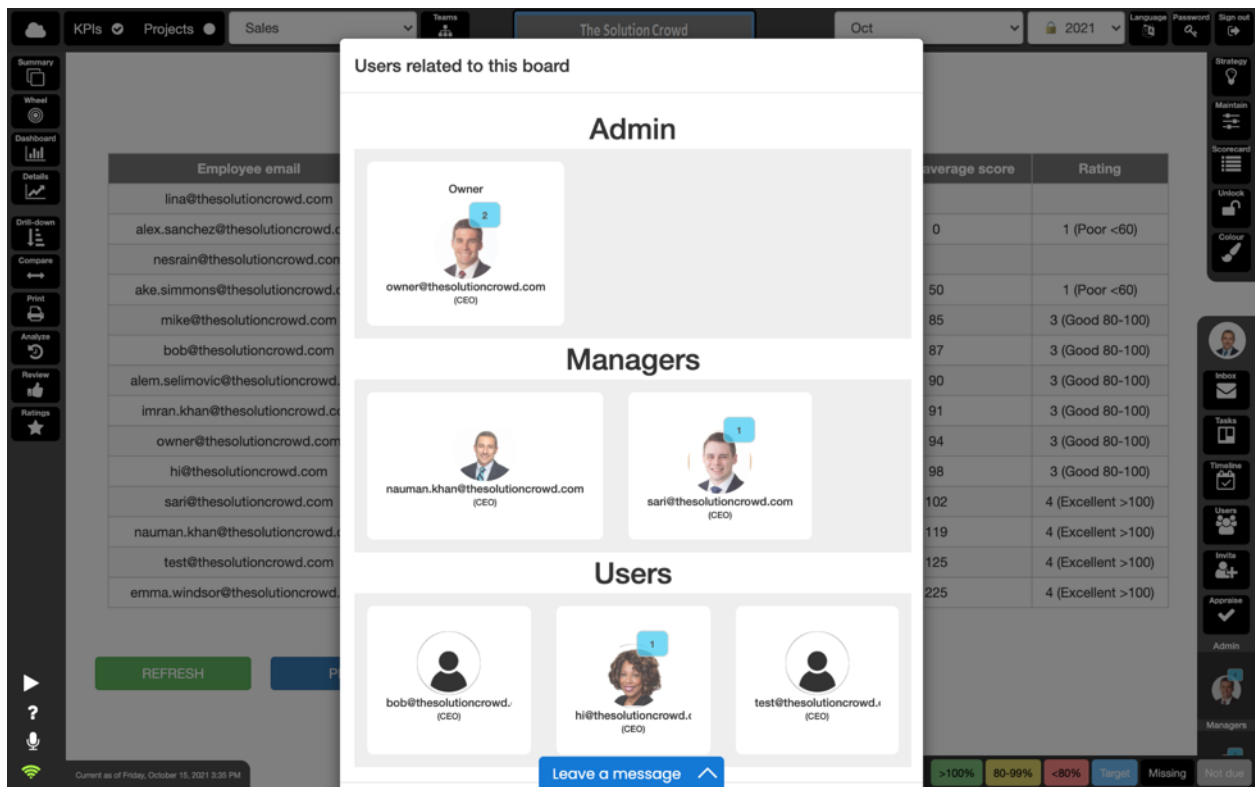 KPIs Projects Sales Teams The Solution Crowd Oct 2021 Language Password Sign out
Users related to this board
Summary
Wheel
Dashboard
Details
Drill-down
Compare
Print
Analyze
Review
Ratings
Admin
Owner
2
owner@thesolutioncrowd.com
(CEO)
Managers
nauman.khan@thesolutioncrowd.com
(CEO)
1
sari@thesolutioncrowd.com
(CEO)
Users
bob@thesolutioncrowd.
(CEO)
1
hi@thesolutioncrowd.
(CEO)
test@thesolutioncrowd.
(CEO)
Employee email average score Rating
lina@thesolutioncrowd.com
alex.sanchez@thesolutioncrowd. 0 1 (Poor <60)
nesrain@thesolutioncrowd.com
ake.simmons@thesolutioncrowd. 50 1 (Poor <60)
mike@thesolutioncrowd.com 85 3 (Good 80-100)
bob@thesolutioncrowd.com 87 3 (Good 80-100)
alem.selimovic@thesolutioncrowd. 90 3 (Good 80-100)
imran.khan@thesolutioncrowd.co 91 3 (Good 80-100)
owner@thesolutioncrowd.com 94 3 (Good 80-100)
hi@thesolutioncrowd.com 98 3 (Good 80-100)
sari@thesolutioncrowd.com 102 4 (Excellent >100)
nauman.khan@thesolutioncrowd. 119 4 (Excellent >100)
test@thesolutioncrowd.com 125 4 (Excellent >100)
emma.windsor@thesolutioncrowd. 225 4 (Excellent >100)
REFRESH P
Strategy
Maintain
Scorecard
Unlock
Colour
Inbox
Tasks
Timeline
Users
Invite
Appraise
Admin
Managers
?
Current as of Friday, October 15, 2021 3:35 PM
Leave a message
>100% 80-99% <80% Target Missing Not due